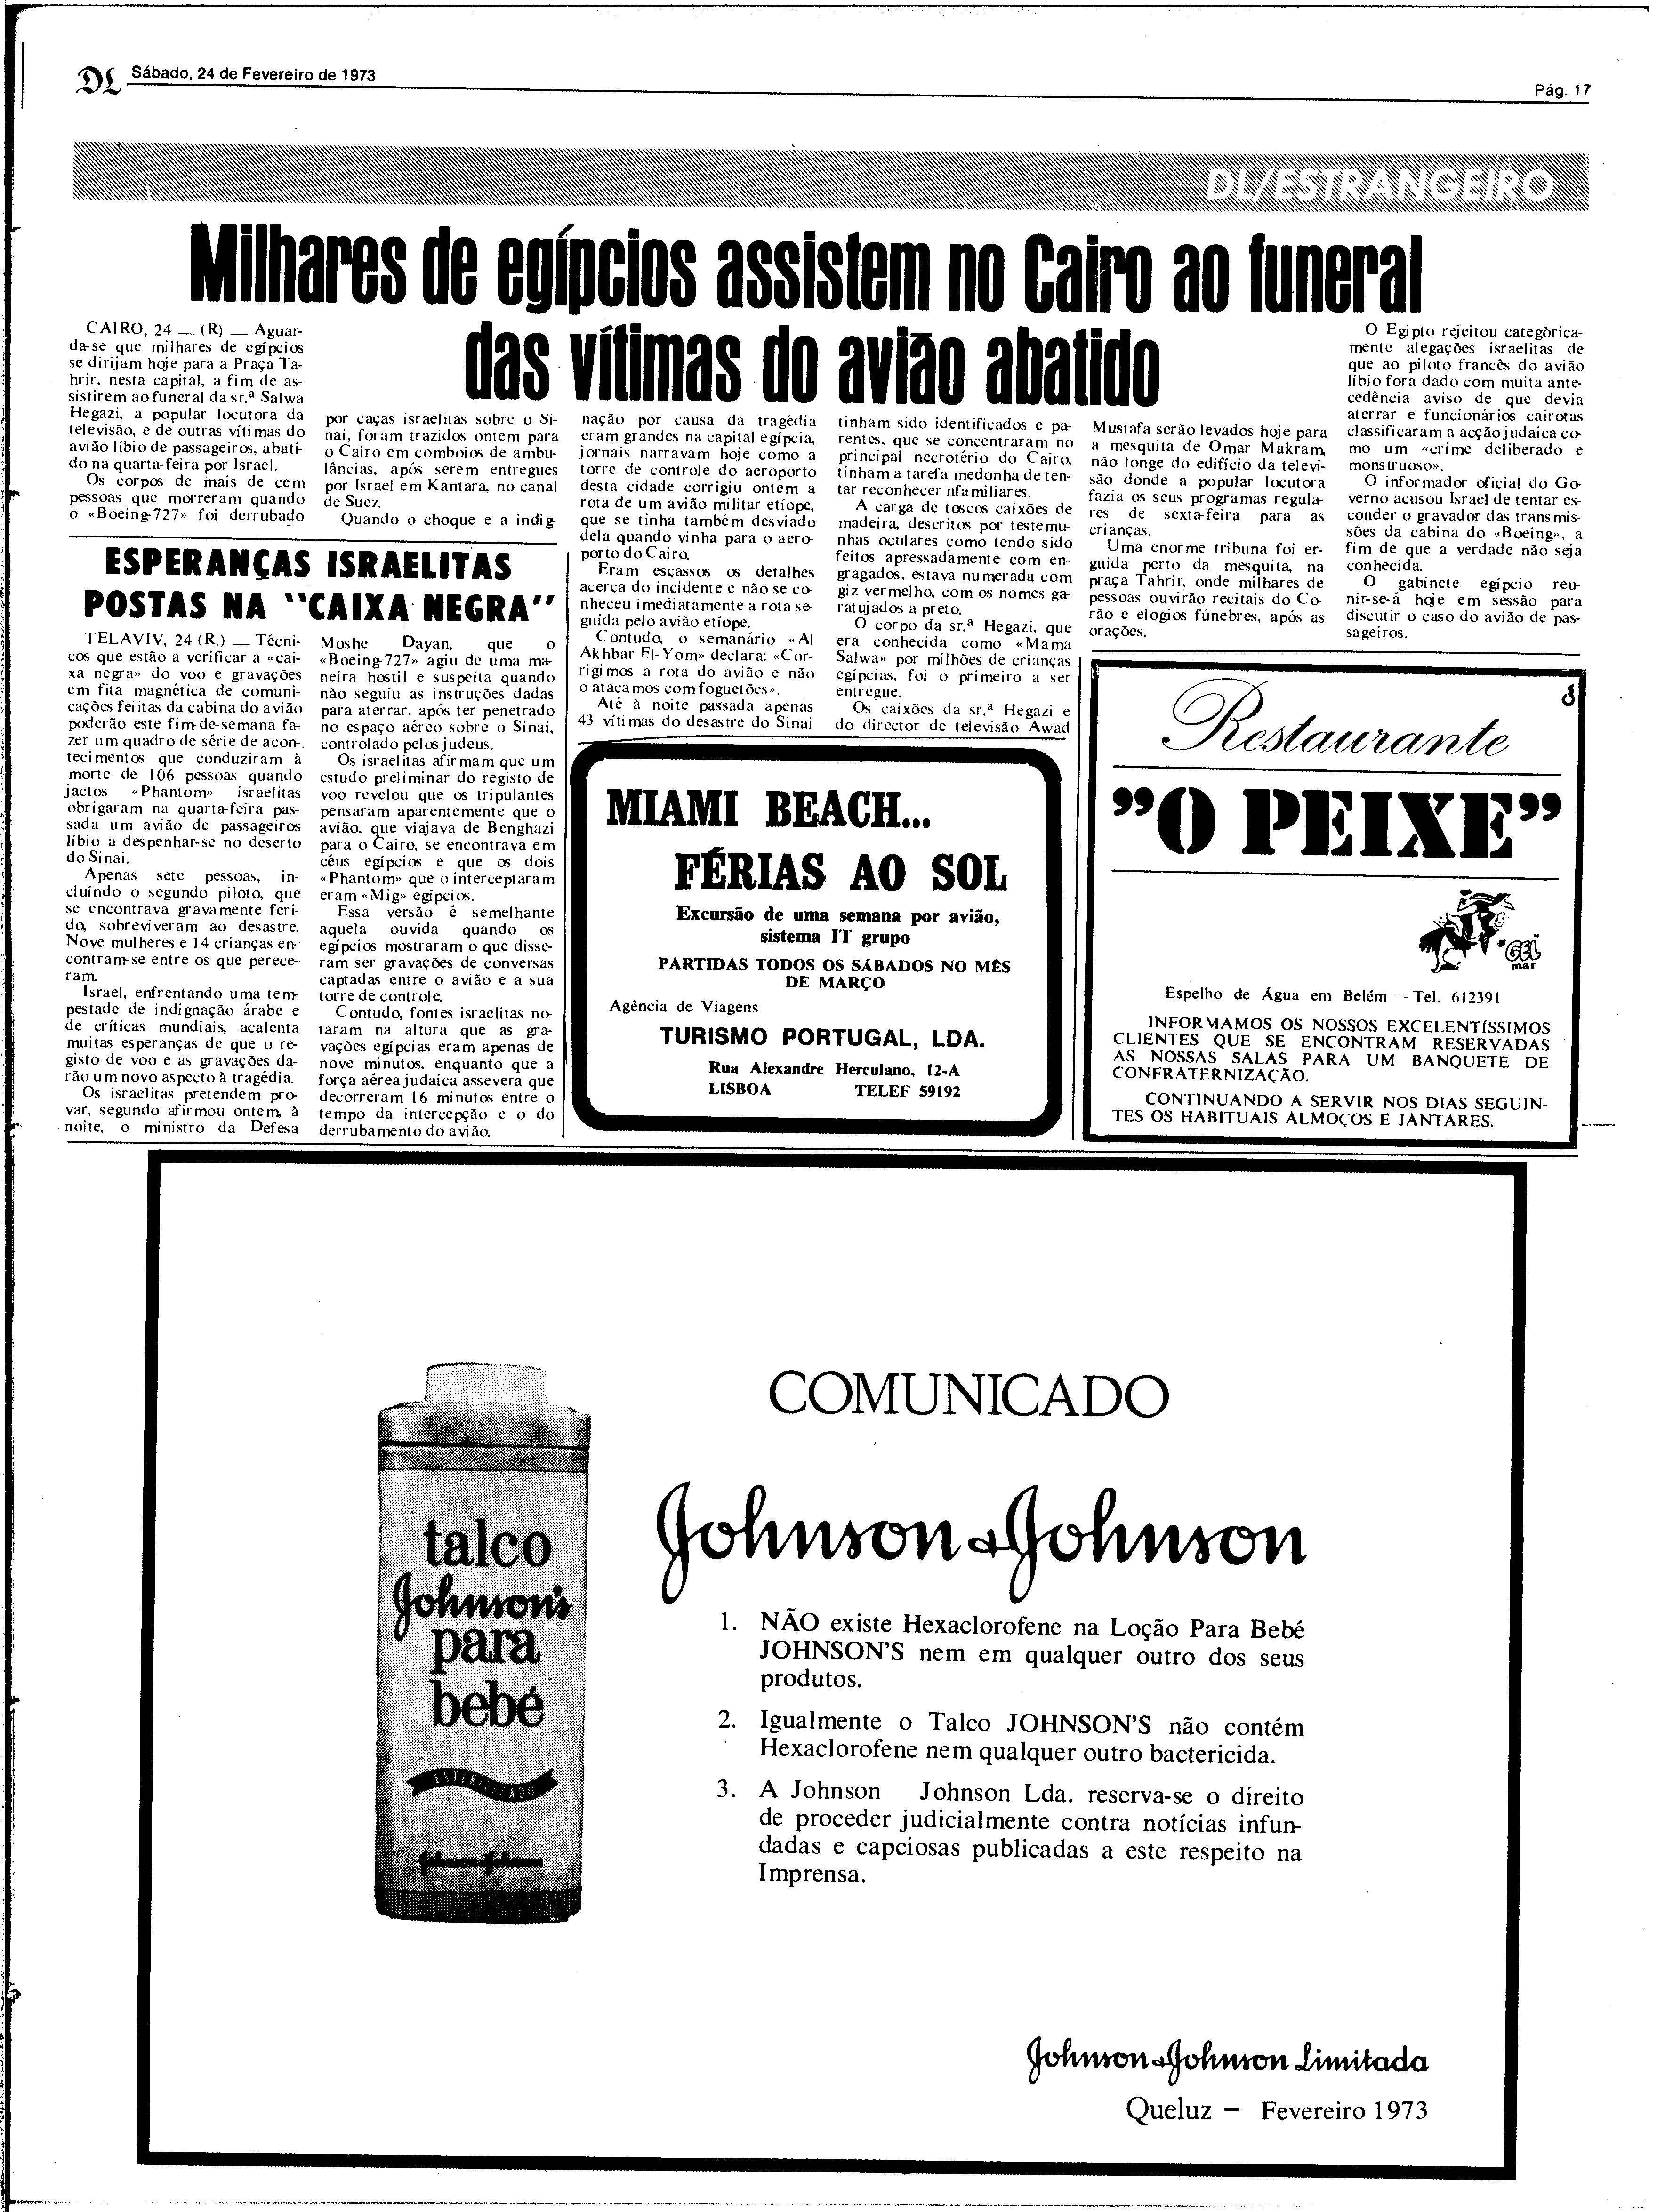 DL Sábado, 24 de Fevereiro de 1973
Pág. 17
DL/ESTRANGEIRO
Milhares de egípcios assistem no Cairo ao funeral
das vítimas do avião abatido
CAIRO, 24 — (R) — Aguar-
da-se que milhares de egípcios
se dirijam hoje para a Praça Ta-
hrir, nesta capital, a fim de as-
sistirem ao funeral da sr.ª Salwa
Hegazi, a popular locutora da
televisão, e de outras vítimas do
avião líbio de passageiros, abati-
do na quarta-feira por Israel.
Os corpos de mais de cem
pessoas que morreram quando
o «Boeing-727» foi derrubado
por caças israelitas sobre o Si-
nai, foram trazidos ontem para
o Cairo em comboios de ambu-
lâncias, após serem entregues
por Israel em Kantara, no canal
de Suez.
Quando o choque e a indig-
nação por causa da tragédia
eram grandes na capital egípcia,
jornais narravam hoje como a
torre de controle do aeroporto
desta cidade corrigiu ontem a
rota de um avião militar etíope,
que se tinha também desviado
dela quando vinha para o aero-
porto do Cairo.
Eram escassos os detalhes
acerca do incidente e não se co-
nheceu imediatamente a rota se-
guida pelo avião etíope.
Contudo, o semanário «Al
Akhbar El-Yom» declara: «Cor-
rigimos a rota do avião e não
o atacamos com foguetões».
Até à noite passada apenas
43 vítimas do desastre do Sinai
tinham sido identificados e pa-
rentes, que se concentraram no
principal necrotério do Cairo,
tinham a tarefa medonha de ten-
tar reconhecer nfamiliares.
A carga de toscos caixões de
madeira, descritos por testemu-
nhas oculares como tendo sido
feitos apressadamente com en-
gragados, estava numerada com
giz vermelho, com os nomes ga-
ratujados a preto.
O corpo da sr.ª Hegazi, que
era conhecida como «Mama
Salwa» por milhões de crianças
egípcias, foi o primeiro a ser
entregue.
Os caixões da sr.ª Hegazi e
do director de televisão Awad
Mustafa serão levados hoje para
a mesquita de Omar Makram,
não longe do edifício da televi-
são donde a popular locutora
fazia os seus programas regula-
res de sexta-feira para as
crianças.
Uma enorme tribuna foi er-
guida perto da mesquita, na
praça Tahrir, onde milhares de
pessoas ouvirão recitais do Co-
rão e elogios fúnebres, após as
orações.
O Egipto rejeitou categòrica-
mente alegações israelitas de
que ao piloto francês do avião
líbio fora dado com muita ante-
cedência aviso de que devia
aterrar e funcionários cairotas
classificaram a acção judaica co-
mo um «crime deliberado e
monstruoso».
O informador oficial do Go-
verno acusou Israel de tentar es-
conder o gravador das transmis-
sões da cabina do «Boeing», a
fim de que a verdade não seja
conhecida.
O gabinete egípcio reu-
nir-se-á hoje em sessão para
discutir o caso do avião de pas-
sageiros.
ESPERANÇAS ISRAELITAS
POSTAS NA "CAIXA NEGRA"
TELAVIV, 24 (R.) — Técni-
cos que estão a verificar a «cai-
xa negra» do voo e gravações
em fita magnética de comuni-
cações feiitas da cabina do avião
poderão este fim-de-semana fa-
zer um quadro de série de acon-
tecimentos que conduziram à
morte de 106 pessoas quando
jactos «Phantom» israelitas
obrigaram na quarta-feira pas-
sada um avião de passageiros
líbio a despenhar-se no deserto
do Sinai.
Apenas sete pessoas, in-
cluíndo o segundo piloto, que
se encontrava gravamente feri-
do, sobreviveram ao desastre.
Nove mulheres e 14 crianças en-
contram-se entre os que perece-
ram.
Israel, enfrentando uma tem-
pestade de indignação árabe e
de críticas mundiais, acalenta
muitas esperanças de que o re-
gisto de voo e as gravações da-
rão um novo aspecto à tragédia.
Os israelitas pretendem pro-
var, segundo afirmou ontem, à
noite, o ministro da Defesa
Moshe Dayan, que o
«Boeing-727» agiu de uma ma-
neira hostil e suspeita quando
não seguiu as instruções dadas
para aterrar, após ter penetrado
no espaço aéreo sobre o Sinai,
controlado pelos judeus.
Os israelitas afirmam que um
estudo preliminar do registo de
voo revelou que os tripulantes
pensaram aparentemente que o
avião, que viajava de Benghazi
para o Cairo, se encontrava em
céus egípcios e que os dois
«Phantom» que o interceptaram
eram «Mig» egípcios.
Essa versão é semelhante
aquela ouvida quando os
egípcios mostraram o que disse-
ram ser gravações de conversas
captadas entre o avião e a sua
torre de controle.
Contudo, fontes israelitas no-
taram na altura que as gra-
vações egípcias eram apenas de
nove minutos, enquanto que a
força aérea judaica assevera que
decorreram 16 minutos entre o
tempo da intercepção e o do
derrubamento do avião.
MIAMI BEACH...
FÉRIAS AO SOL
Excursão de uma semana por avião,
sistema IT grupo
PARTIDAS TODOS OS SÁBADOS NO MÊS
DE MARÇO
Agência de Viagens
TURISMO PORTUGAL, LDA.
Rua Alexandre Herculano, 12-A
LISBOA TELEF 59192
Restaurante
"O PEIXE"
GEL
mar
Espelho de Água em Belém — Tel. 612391
INFORMAMOS OS NOSSOS EXCELENTÍSSIMOS
CLIENTES QUE SE ENCONTRAM RESERVADAS
AS NOSSAS SALAS PARA UM BANQUETE DE
CONFRATERNIZAÇÃO.
CONTINUANDO A SERVIR NOS DIAS SEGUIN-
TES OS HABITUAIS ALMOÇOS E JANTARES.
COMUNICADO
Johnson & Johnson
talco
Johnson's
para
bebé
ESTERILIZADO
Johnson & Johnson
1. NÃO existe Hexaclorofene na Loção Para Bebé
JOHNSON'S nem em qualquer outro dos seus
produtos.
2. Igualmente o Talco JOHNSON'S não contém
Hexaclorofene nem qualquer outro bactericida.
3. A Johnson Johnson Lda. reserva-se o direito
de proceder judicialmente contra notícias infun-
dadas e capciosas publicadas a este respeito na
Imprensa.
Johnson & Johnson Limitada
Queluz — Fevereiro 1973